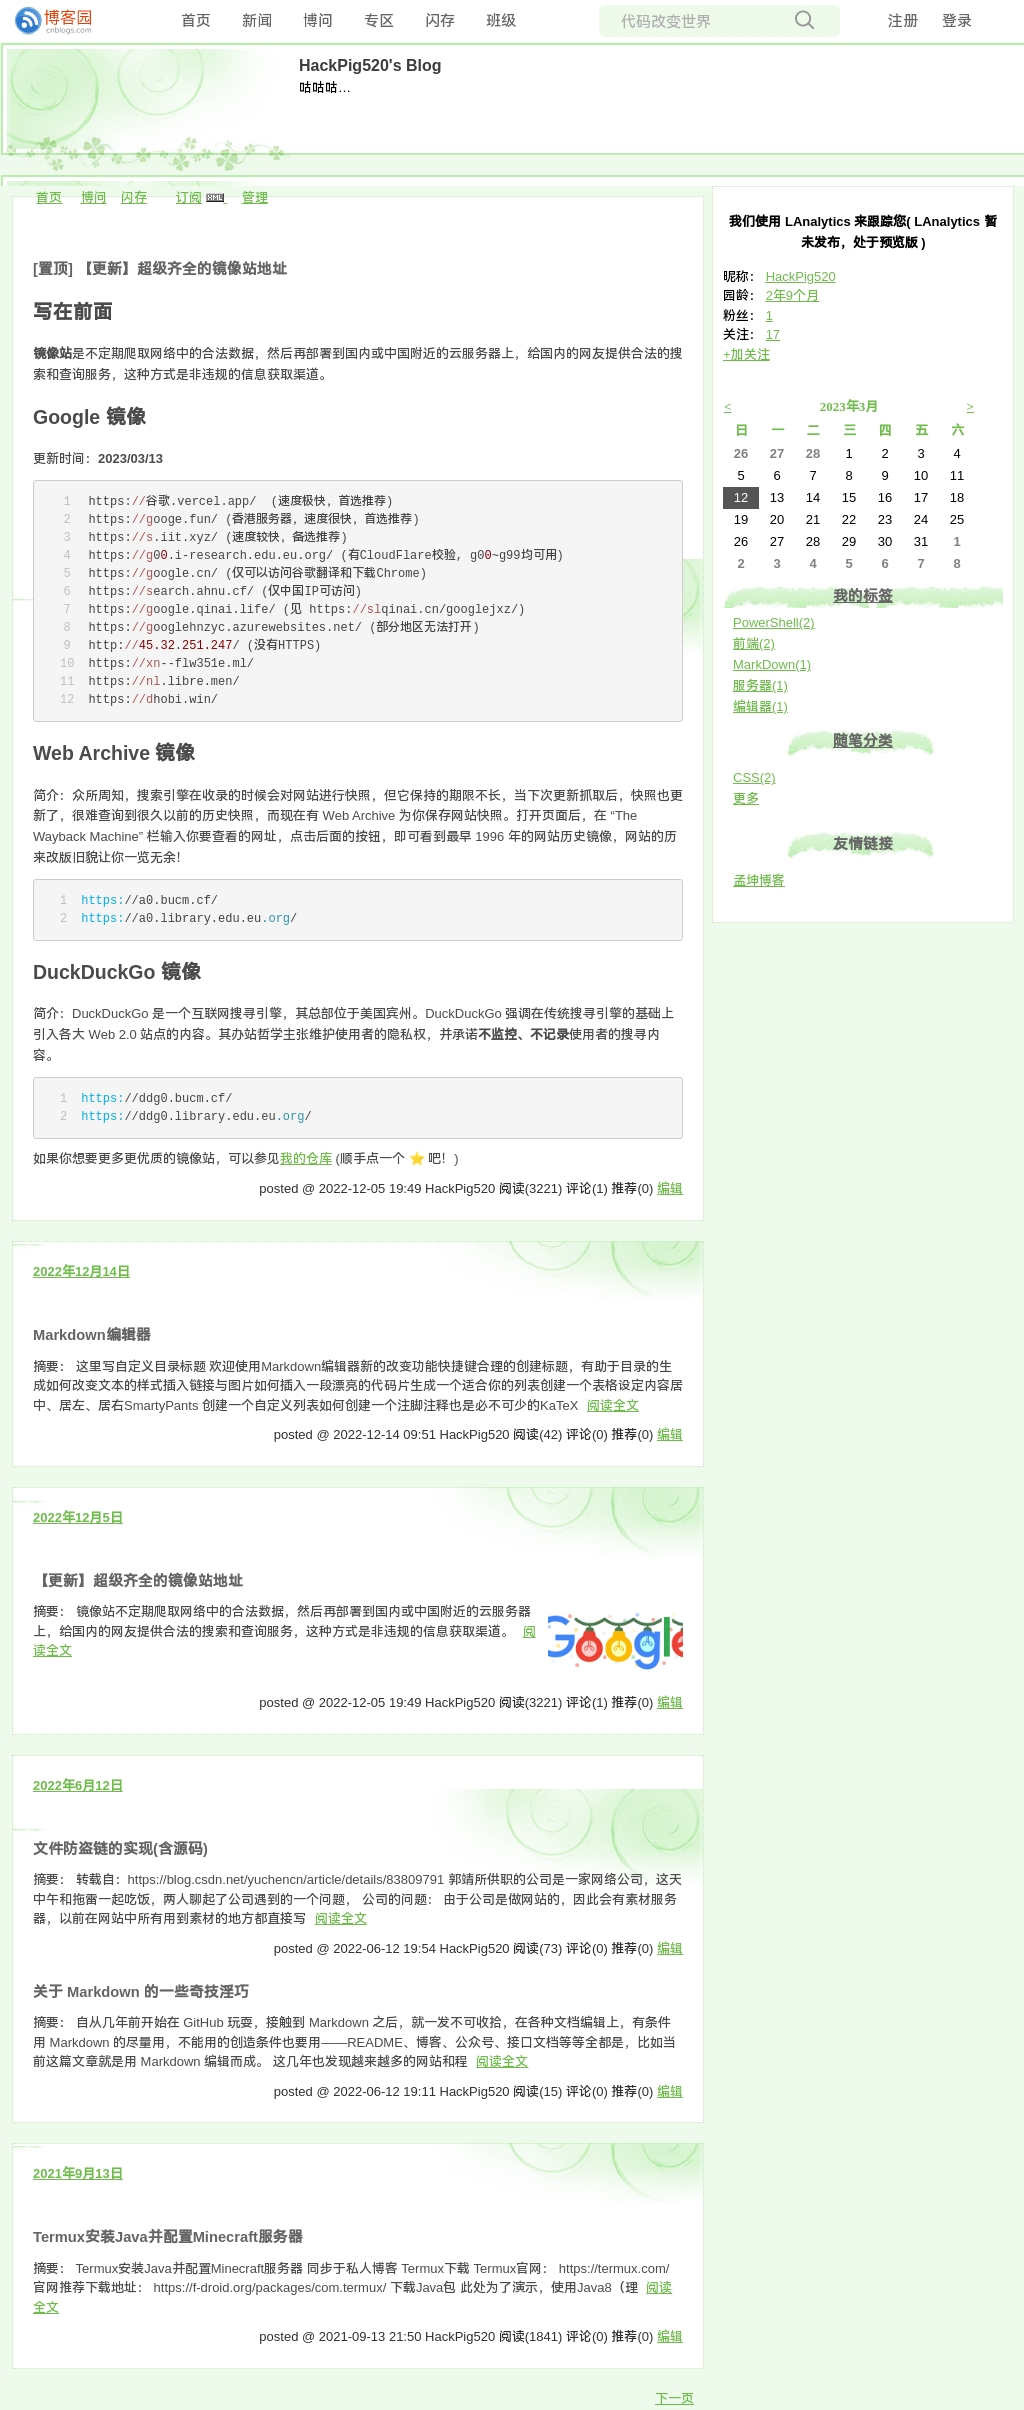 博客园
cnblogs.com
首页 新闻 博问 专区 闪存 班级 代码改变世界 注册 登录
HackPig520's Blog
咕咕咕...
首页 博问 闪存 订阅 XML 管理
[置顶] 【更新】超级齐全的镜像站地址
写在前面
镜像站是不定期爬取网络中的合法数据，然后再部署到国内或中国附近的云服务器上，给国内的网友提供合法的搜
索和查询服务，这种方式是非违规的信息获取渠道。
Google 镜像
更新时间：2023/03/13
1 https://谷歌.vercel.app/ (速度极快，首选推荐)
2 https://googe.fun/ (香港服务器，速度很快，首选推荐)
3 https://s.iit.xyz/ (速度较快，备选推荐)
4 https://g00.i-research.edu.eu.org/ (有CloudFlare校验, g00~g99均可用)
5 https://google.cn/ (仅可以访问谷歌翻译和下载Chrome)
6 https://search.ahnu.cf/ (仅中国IP可访问)
7 https://google.qinai.life/ (见 https://slqinai.cn/googlejxz/)
8 https://googlehnzyc.azurewebsites.net/ (部分地区无法打开)
9 http://45.32.251.247/ (没有HTTPS)
10 https://xn--flw351e.ml/
11 https://nl.libre.men/
12 https://dhobi.win/
Web Archive 镜像
简介：众所周知，搜索引擎在收录的时候会对网站进行快照，但它保持的期限不长，当下次更新抓取后，快照也更
新了，很难查询到很久以前的历史快照，而现在有 Web Archive 为你保存网站快照。打开页面后，在 “The
Wayback Machine” 栏输入你要查看的网址，点击后面的按钮，即可看到最早 1996 年的网站历史镜像，网站的历
来改版旧貌让你一览无余！
1 https://a0.bucm.cf/
2 https://a0.library.edu.eu.org/
DuckDuckGo 镜像
简介：DuckDuckGo 是一个互联网搜寻引擎，其总部位于美国宾州。DuckDuckGo 强调在传统搜寻引擎的基础上
引入各大 Web 2.0 站点的内容。其办站哲学主张维护使用者的隐私权，并承诺不监控、不记录使用者的搜寻内
容。
1 https://ddg0.bucm.cf/
2 https://ddg0.library.edu.eu.org/
如果你想要更多更优质的镜像站，可以参见我的仓库 (顺手点一个 ⭐ 吧！)
posted @ 2022-12-05 19:49 HackPig520 阅读(3221) 评论(1) 推荐(0) 编辑
2022年12月14日
Markdown编辑器
摘要： 这里写自定义目录标题 欢迎使用Markdown编辑器新的改变功能快捷键合理的创建标题，有助于目录的生
成如何改变文本的样式插入链接与图片如何插入一段漂亮的代码片生成一个适合你的列表创建一个表格设定内容居
中、居左、居右SmartyPants 创建一个自定义列表如何创建一个注脚注释也是必不可少的KaTeX 阅读全文
posted @ 2022-12-14 09:51 HackPig520 阅读(42) 评论(0) 推荐(0) 编辑
2022年12月5日
【更新】超级齐全的镜像站地址
摘要： 镜像站不定期爬取网络中的合法数据，然后再部署到国内或中国附近的云服务器
上，给国内的网友提供合法的搜索和查询服务，这种方式是非违规的信息获取渠道。 阅
读全文
Google
posted @ 2022-12-05 19:49 HackPig520 阅读(3221) 评论(1) 推荐(0) 编辑
2022年6月12日
文件防盗链的实现(含源码)
摘要： 转载自：https://blog.csdn.net/yuchencn/article/details/83809791 郭靖所供职的公司是一家网络公司，这天
中午和拖雷一起吃饭，两人聊起了公司遇到的一个问题， 公司的问题： 由于公司是做网站的，因此会有素材服务
器，以前在网站中所有用到素材的地方都直接写 阅读全文
posted @ 2022-06-12 19:54 HackPig520 阅读(73) 评论(0) 推荐(0) 编辑
关于 Markdown 的一些奇技淫巧
摘要： 自从几年前开始在 GitHub 玩耍，接触到 Markdown 之后，就一发不可收拾，在各种文档编辑上，有条件
用 Markdown 的尽量用，不能用的创造条件也要用——README、博客、公众号、接口文档等等全都是，比如当
前这篇文章就是用 Markdown 编辑而成。 这几年也发现越来越多的网站和程 阅读全文
posted @ 2022-06-12 19:11 HackPig520 阅读(15) 评论(0) 推荐(0) 编辑
2021年9月13日
Termux安装Java并配置Minecraft服务器
摘要： Termux安装Java并配置Minecraft服务器 同步于私人博客 Termux下载 Termux官网： https://termux.com/
官网推荐下载地址： https://f-droid.org/packages/com.termux/ 下载Java包 此处为了演示，使用Java8（理 阅读
全文
posted @ 2021-09-13 21:50 HackPig520 阅读(1841) 评论(0) 推荐(0) 编辑
下一页
我们使用 LAnalytics 来跟踪您( LAnalytics 暂
未发布，处于预览版 )
昵称： HackPig520
园龄： 2年9个月
粉丝： 1
关注： 17
+加关注
< 2023年3月 >
日 一 二 三 四 五 六
26 27 28 1 2 3 4
5 6 7 8 9 10 11
12 13 14 15 16 17 18
19 20 21 22 23 24 25
26 27 28 29 30 31 1
2 3 4 5 6 7 8
我的标签
PowerShell(2)
前端(2)
MarkDown(1)
服务器(1)
编辑器(1)
随笔分类
CSS(2)
更多
友情链接
孟坤博客